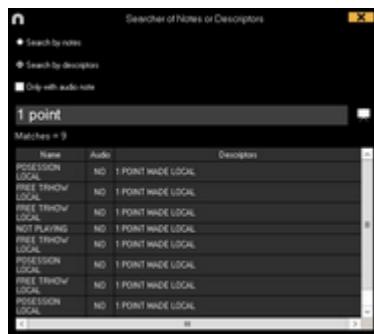 Searcher of Notes or Descriptors
Search by notes
Search by descriptors
Only with audio note
1 point
Matches = 9
Name Audio Descriptors
POSESSION LOCAL NO 1 POINT MADE LOCAL
FREE TRHOW LOCAL NO 1 POINT MADE LOCAL
FREE TRHOW LOCAL NO 1 POINT MADE LOCAL
NOT PLAYING NO 1 POINT MADE LOCAL
FREE TRHOW LOCAL NO 1 POINT MADE LOCAL
POSESSION LOCAL NO 1 POINT MADE LOCAL
FREE TRHOW LOCAL NO 1 POINT MADE LOCAL
POSESSION LOCAL NO 1 POINT MADE LOCAL